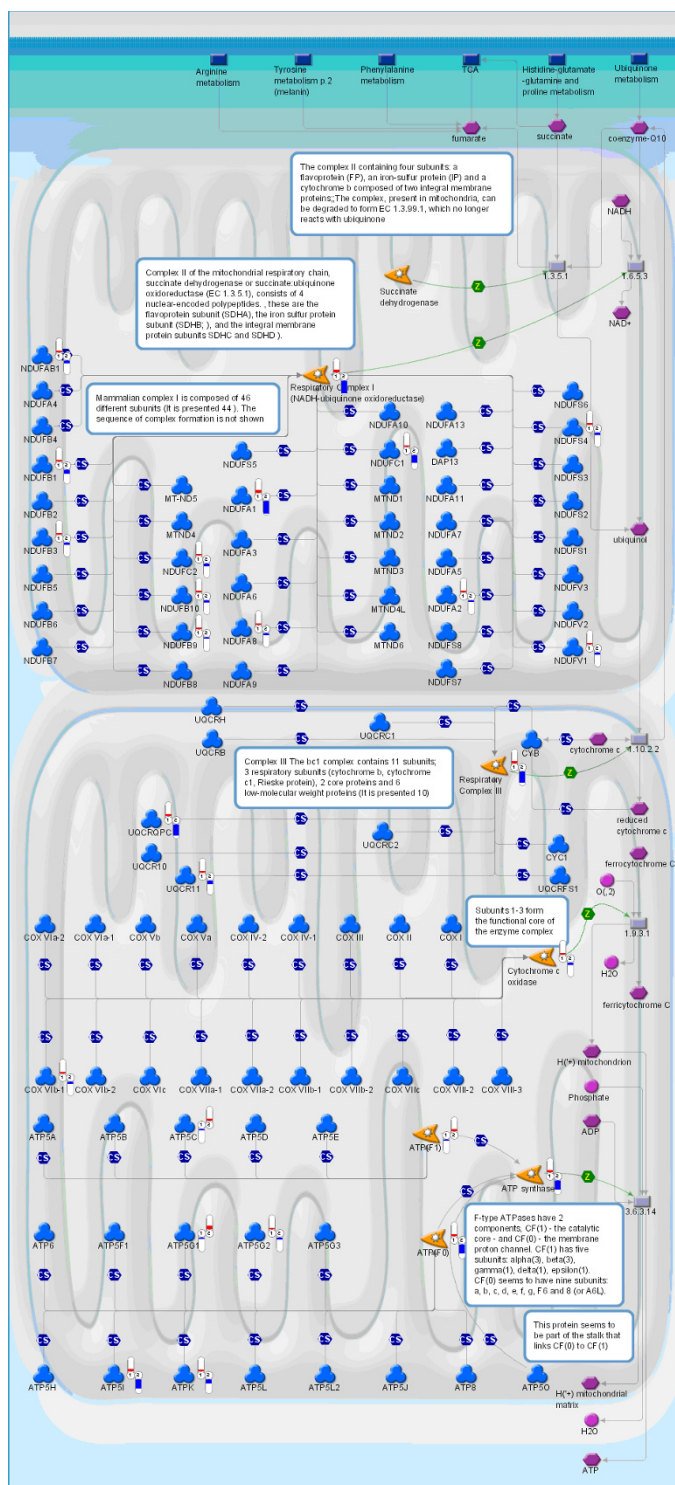 Arginine
metabolism
Tyrosine
metabolism p.2
(melanin)
Phenylalanine
metabolism
TCA
Histidine-glutamate
-glutamine and
proline metabolism
Ubiquinone
metabolism
fumarate
succinate
coenzyme-Q10
The complex II containing four subunits: a
flavoprotein (FP), an iron-sulfur protein (IP) and a
cytochrome b composed of two integral membrane
proteins;;The complex, present in mitochondria, can
be degraded to form EC 1.3.99.1, which no longer
reacts with ubiquinone
NADH
1.3.5.1
1.6.5.3
Complex II of the mitochondrial respiratory chain,
succinate dehydrogenase or succinate:ubiquinone
oxidoreductase (EC 1.3.5.1), consists of 4
nuclear-encoded polypeptides. , these are the
flavoprotein subunit (SDHA), the iron sulfur protein
subunit (SDHB; ), and the integral membrane
protein subunits SDHC and SDHD ).
Succinate
dehydrogenase
Z
NAD+
Z
NDUFAB1
Respiratory Complex I
(NADH-ubiquinone oxidoreductase)
Mammalian complex I is composed of 46
different subunits (It is presented 44 ). The
sequence of complex formation is not shown
NDUFA4
NDUFB4
NDUFB1
NDUFB2
NDUFB3
NDUFB5
NDUFB6
NDUFB7
MT-ND5
MTND4
NDUFC2
NDUFB10
NDUFB9
NDUFB8
NDUFS5
NDUFA1
NDUFA3
NDUFA6
NDUFA8
NDUFA9
NDUFA10
NDUFC1
MTND1
MTND2
MTND3
MTND4L
MTND6
NDUFA13
DAP13
NDUFA11
NDUFA7
NDUFA5
NDUFA2
NDUFS8
NDUFS7
NDUFS6
NDUFS4
NDUFS3
NDUFS2
NDUFS1
NDUFV3
NDUFV2
NDUFV1
ubiquinol
UQCRH
UQCRB
UQCRC1
CYB
cytochrome c
1.10.2.2
Complex III The bc1 complex contains 11 subunits;
3 respiratory subunits (cytochrome b, cytochrome
c1, Rieske protein), 2 core proteins and 6
low-molecular weight proteins (It is presented 10)
Respiratory
Complex III
Z
reduced
cytochrome c
UQCRQPC
UQCR10
UQCR11
UQCRC2
CYC1
UQCRFS1
ferrocytochrome C
O(,2)
Subunits 1-3 form
the functional core of
the enzyme complex
Z
1.9.3.1
COX VIa-2
COX VIa-1
COX Vb
COX Va
COX IV-2
COX IV-1
COX III
COX II
COX I
Cytochrome c
oxidase
H2O
ferricytochrome C
COX VIb-1
COX VIb-2
COX VIc
COX VIIa-1
COX VIIa-2
COX VIIb-1
COX VIIb-2
COX VIIc
COX VIII-2
COX VIII-3
H('+) mitochondrion
Phosphate
ADP
ATP5A
ATP5B
ATP5C
ATP5D
ATP5E
ATP(F1)
CS
ATP synthase
Z
3.6.3.14
ATP6
ATP5F1
ATP5G1
ATP5G2
ATP5G3
ATP(F0)
F-type ATPases have 2
components, CF(1) - the catalytic
core - and CF(0) - the membrane
proton channel. CF(1) has five
subunits: alpha(3), beta(3),
gamma(1), delta(1), epsilon(1).
CF(0) seems to have nine subunits:
a, b, c, d, e, f, g, F6 and 8 (or A6L).
This protein seems to
be part of the stalk that
links CF(0) to CF(1)
ATP5H
ATP5I
ATPK
ATP5L
ATP5L2
ATP5J
ATP8
ATP5O
H('+) mitochondrial
matrix
H2O
ATP